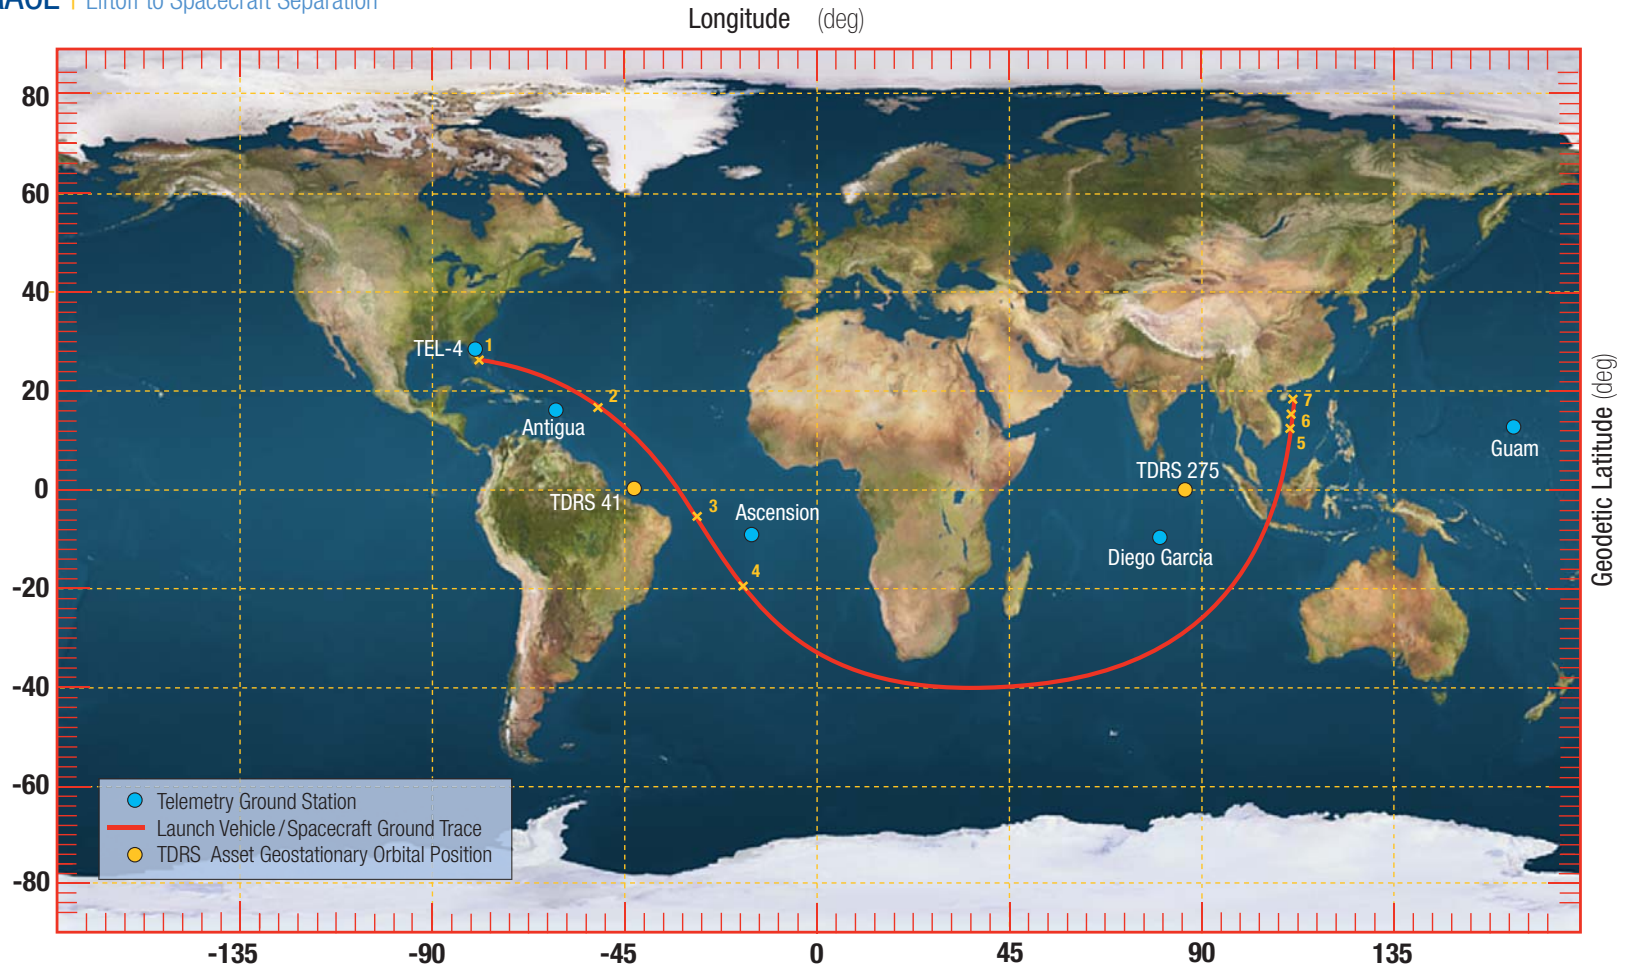 Liftoff to Spacecraft Separation
Longitude (deg)
80
60
40
20
0
-20
-40
-60
-80
TEL-4
1
2
Antigua
TDRS 41
3
Ascension
4
TDRS 275
Diego Garcia
7
6
5
Guam
Geodetic Latitude (deg)
Telemetry Ground Station
Launch Vehicle/Spacecraft Ground Trace
TDRS Asset Geostationary Orbital Position
-135
-90
-45
0
45
90
135